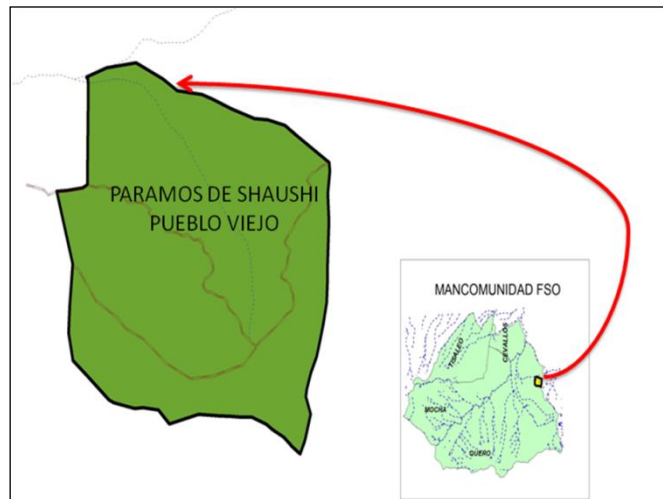 PARAMOS DE SHAUSHI
PUEBLO VIEJO
MANCOMUNIDAD FSO
TISALEO
CEVALLOS
MOCHA
QUERO